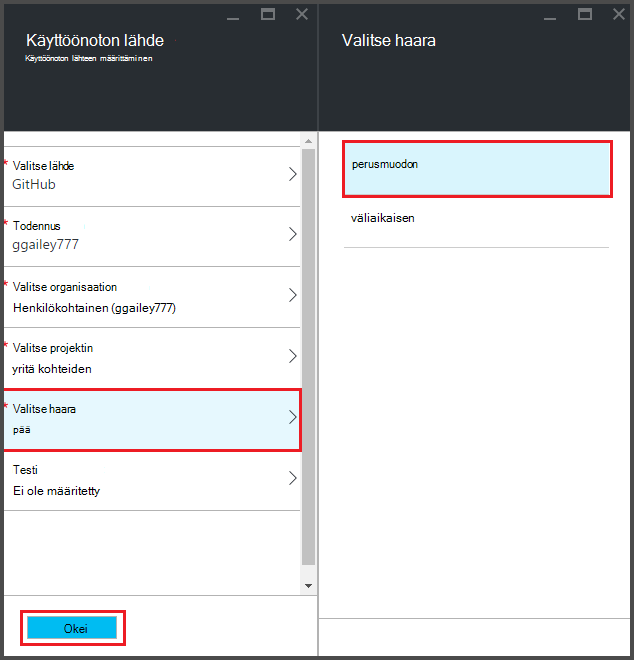 Käyttöönoton lähde
Käyttöönoton lähteen määrittäminen
* Valitse lähde
GitHub
* Todennus
ggailey777
* Valitse organisaation
Henkilökohtainen (ggailey777)
* Valitse projektin
yritä kohteiden
* Valitse haara
pää
Testi
Ei ole määritetty
Okei
Valitse haara
perusmuodon
väliaikaisen